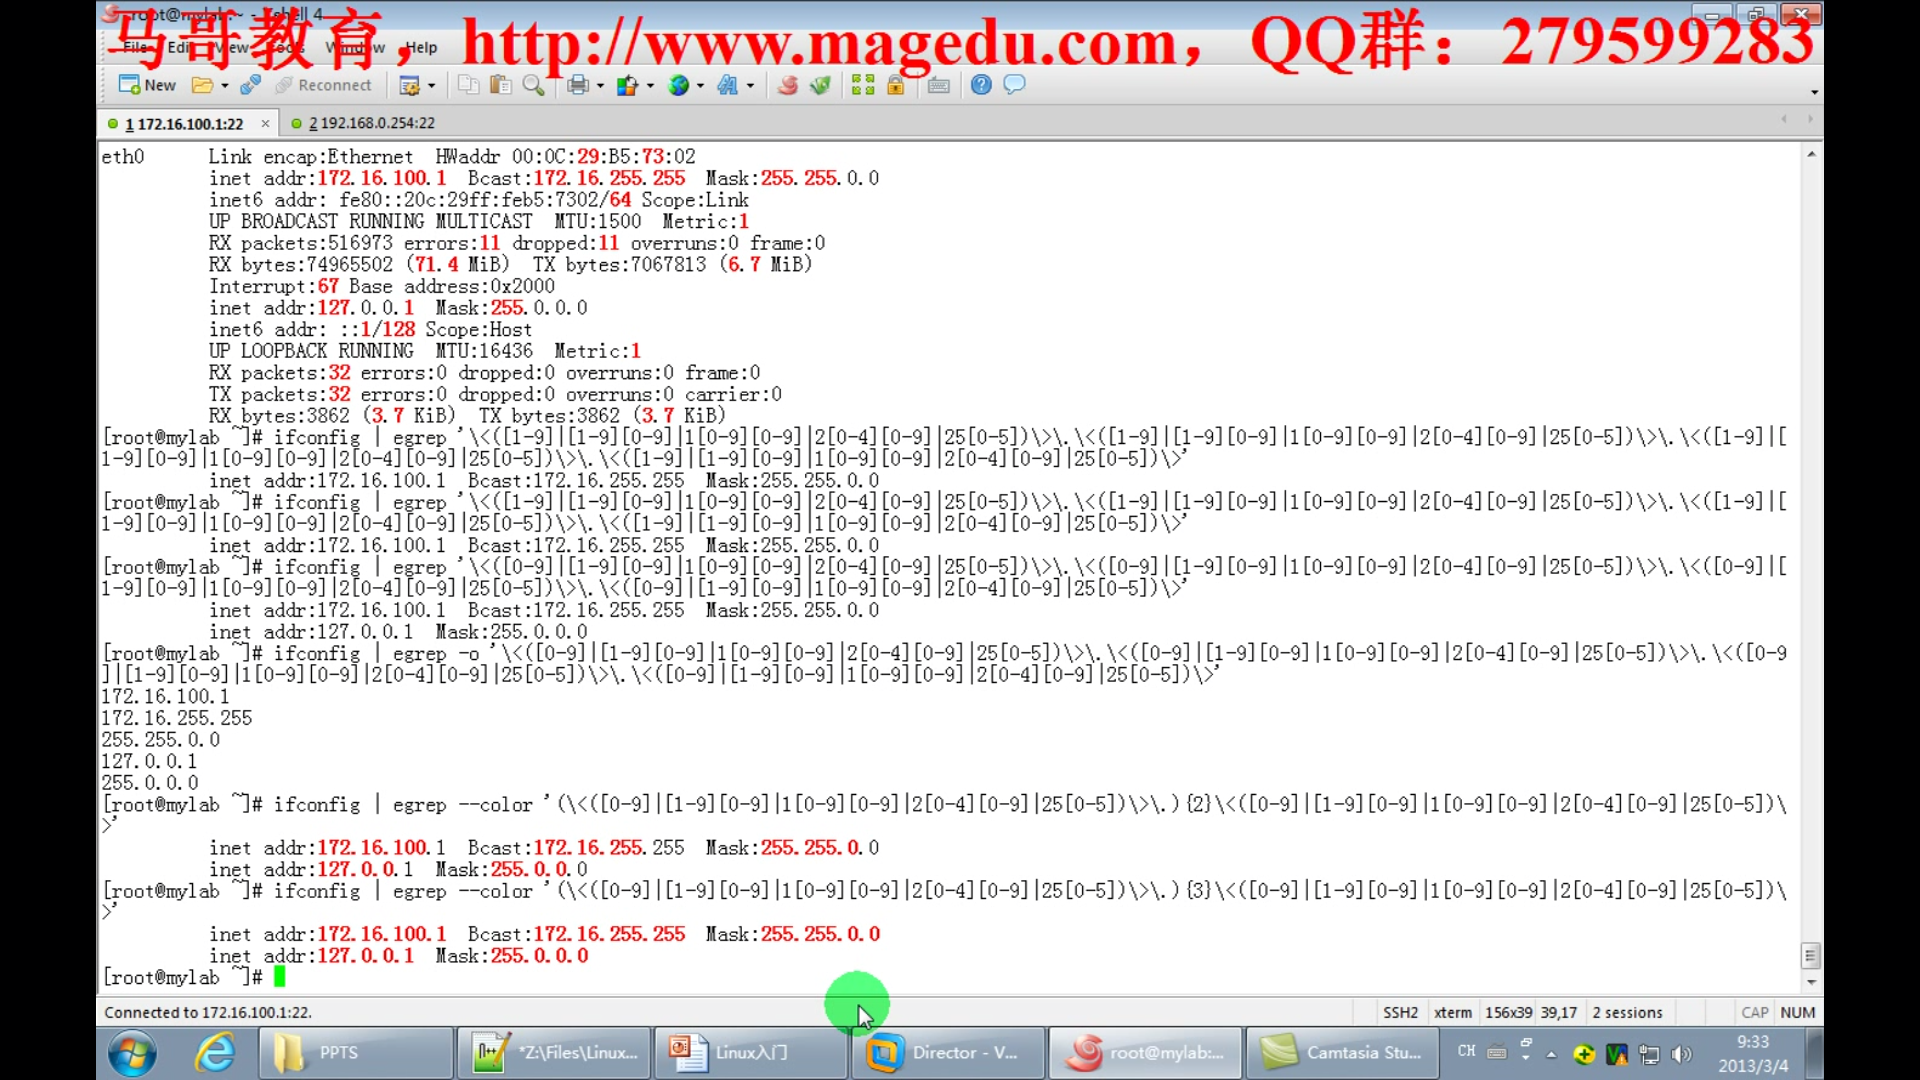 root@mylab:~ - Xshell 4
马哥教育，http://www.magedu.com，QQ群：279599283
File Edit View Tools Window Help
New Reconnect
1 172.16.100.1:22 2 192.168.0.254:22
eth0 Link encap:Ethernet HWaddr 00:0C:29:B5:73:02
inet addr:172.16.100.1 Bcast:172.16.255.255 Mask:255.255.0.0
inet6 addr: fe80::20c:29ff:feb5:7302/64 Scope:Link
UP BROADCAST RUNNING MULTICAST MTU:1500 Metric:1
RX packets:516973 errors:11 dropped:11 overruns:0 frame:0
RX bytes:74965502 (71.4 MiB) TX bytes:7067813 (6.7 MiB)
Interrupt:67 Base address:0x2000
inet addr:127.0.0.1 Mask:255.0.0.0
inet6 addr: ::1/128 Scope:Host
UP LOOPBACK RUNNING MTU:16436 Metric:1
RX packets:32 errors:0 dropped:0 overruns:0 frame:0
TX packets:32 errors:0 dropped:0 overruns:0 carrier:0
RX bytes:3862 (3.7 KiB) TX bytes:3862 (3.7 KiB)
[root@mylab ~]# ifconfig | egrep '\<([1-9]|[1-9][0-9]|1[0-9][0-9]|2[0-4][0-9]|25[0-5])\>\.\<([1-9]|[1-9][0-9]|1[0-9][0-9]|2[0-4][0-9]|25[0-5])\>\.\<([1-9]|[
1-9][0-9]|1[0-9][0-9]|2[0-4][0-9]|25[0-5])\>\.\<([1-9]|[1-9][0-9]|1[0-9][0-9]|2[0-4][0-9]|25[0-5])\>'
inet addr:172.16.100.1 Bcast:172.16.255.255 Mask:255.255.0.0
[root@mylab ~]# ifconfig | egrep '\<([1-9]|[1-9][0-9]|1[0-9][0-9]|2[0-4][0-9]|25[0-5])\>\.\<([1-9]|[1-9][0-9]|1[0-9][0-9]|2[0-4][0-9]|25[0-5])\>\.\<([1-9]|[
1-9][0-9]|1[0-9][0-9]|2[0-4][0-9]|25[0-5])\>\.\<([1-9]|[1-9][0-9]|1[0-9][0-9]|2[0-4][0-9]|25[0-5])\>'
inet addr:172.16.100.1 Bcast:172.16.255.255 Mask:255.255.0.0
[root@mylab ~]# ifconfig | egrep '\<([0-9]|[1-9][0-9]|1[0-9][0-9]|2[0-4][0-9]|25[0-5])\>\.\<([0-9]|[1-9][0-9]|1[0-9][0-9]|2[0-4][0-9]|25[0-5])\>\.\<([0-9]|[
1-9][0-9]|1[0-9][0-9]|2[0-4][0-9]|25[0-5])\>\.\<([0-9]|[1-9][0-9]|1[0-9][0-9]|2[0-4][0-9]|25[0-5])\>'
inet addr:172.16.100.1 Bcast:172.16.255.255 Mask:255.255.0.0
inet addr:127.0.0.1 Mask:255.0.0.0
[root@mylab ~]# ifconfig | egrep -o '\<([0-9]|[1-9][0-9]|1[0-9][0-9]|2[0-4][0-9]|25[0-5])\>\.\<([0-9]|[1-9][0-9]|1[0-9][0-9]|2[0-4][0-9]|25[0-5])\>\.\<([0-9
]|[1-9][0-9]|1[0-9][0-9]|2[0-4][0-9]|25[0-5])\>\.\<([0-9]|[1-9][0-9]|1[0-9][0-9]|2[0-4][0-9]|25[0-5])\>'
172.16.100.1
172.16.255.255
255.255.0.0
127.0.0.1
255.0.0.0
[root@mylab ~]# ifconfig | egrep --color '(\<([0-9]|[1-9][0-9]|1[0-9][0-9]|2[0-4][0-9]|25[0-5])\>\.){2}\<([0-9]|[1-9][0-9]|1[0-9][0-9]|2[0-4][0-9]|25[0-5])\
>'
inet addr:172.16.100.1 Bcast:172.16.255.255 Mask:255.255.0.0
inet addr:127.0.0.1 Mask:255.0.0.0
[root@mylab ~]# ifconfig | egrep --color '(\<([0-9]|[1-9][0-9]|1[0-9][0-9]|2[0-4][0-9]|25[0-5])\>\.){3}\<([0-9]|[1-9][0-9]|1[0-9][0-9]|2[0-4][0-9]|25[0-5])\
>'
inet addr:172.16.100.1 Bcast:172.16.255.255 Mask:255.255.0.0
inet addr:127.0.0.1 Mask:255.0.0.0
[root@mylab ~]#
Connected to 172.16.100.1:22. SSH2 xterm 156x39 39,17 2 sessions CAP NUM
PPTS *Z:\Files\Linux... Linux入门 Director - V... root@mylab:... Camtasia Stu... CH 9:33
2013/3/4